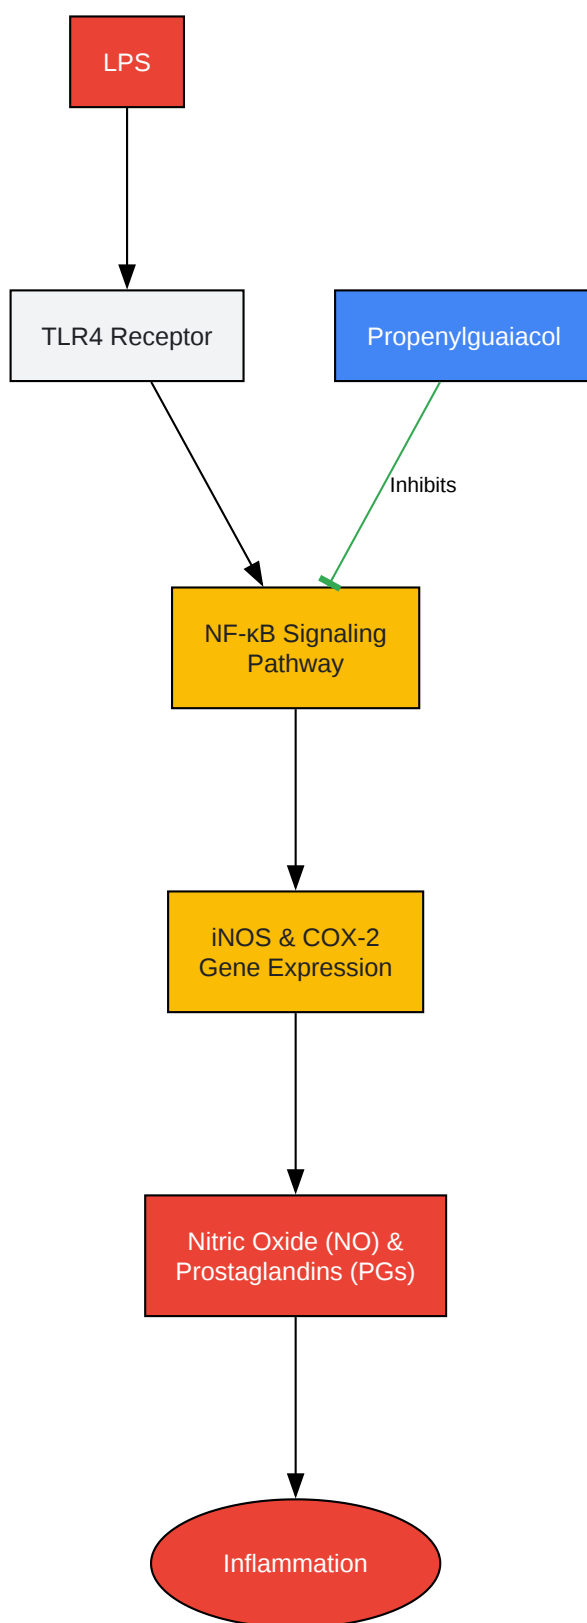 LPS
TLR4 Receptor
Propenylguaiacol
Inhibits
NF-κB Signaling
Pathway
iNOS & COX-2
Gene Expression
Nitric Oxide (NO) &
Prostaglandins (PGs)
Inflammation